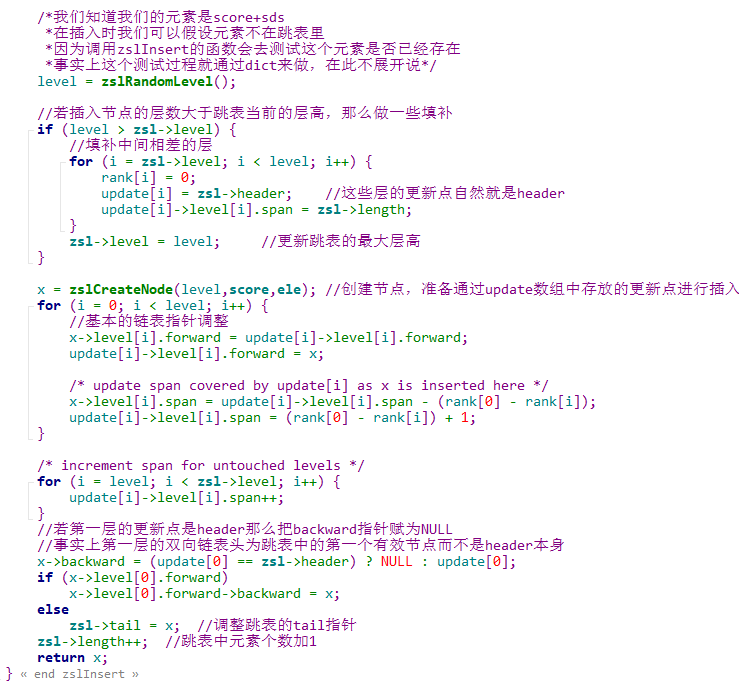 /*我们知道我们的元素是score+sds
*在插入时我们可以假设元素不在跳表里
*因为调用zslInsert的函数会去测试这个元素是否已经存在
*事实上这个测试过程就通过dict来做，在此不展开说*/
level = zslRandomLevel();
//若插入节点的层数大于跳表当前的层高，那么做一些填补
if (level > zsl->level) {
//填补中间相差的层
for (i = zsl->level; i < level; i++) {
rank[i] = 0;
update[i] = zsl->header;    //这些层的更新点自然就是header
update[i]->level[i].span = zsl->length;
}
zsl->level = level;     //更新跳表的最大层高
}
x = zslCreateNode(level,score,ele); //创建节点，准备通过update数组中存放的更新点进行插入
for (i = 0; i < level; i++) {
//基本的链表指针调整
x->level[i].forward = update[i]->level[i].forward;
update[i]->level[i].forward = x;
/* update span covered by update[i] as x is inserted here */
x->level[i].span = update[i]->level[i].span - (rank[0] - rank[i]);
update[i]->level[i].span = (rank[0] - rank[i]) + 1;
}
/* increment span for untouched levels */
for (i = level; i < zsl->level; i++) {
update[i]->level[i].span++;
}
//若第一层的更新点是header那么把backward指针赋为NULL
//事实上第一层的双向链表头为跳表中的第一个有效节点而不是header本身
x->backward = (update[0] == zsl->header) ? NULL : update[0];
if (x->level[0].forward)
x->level[0].forward->backward = x;
else
zsl->tail = x;  //调整跳表的tail指针
zsl->length++;  //跳表中元素个数加1
return x;
} « end zslInsert »